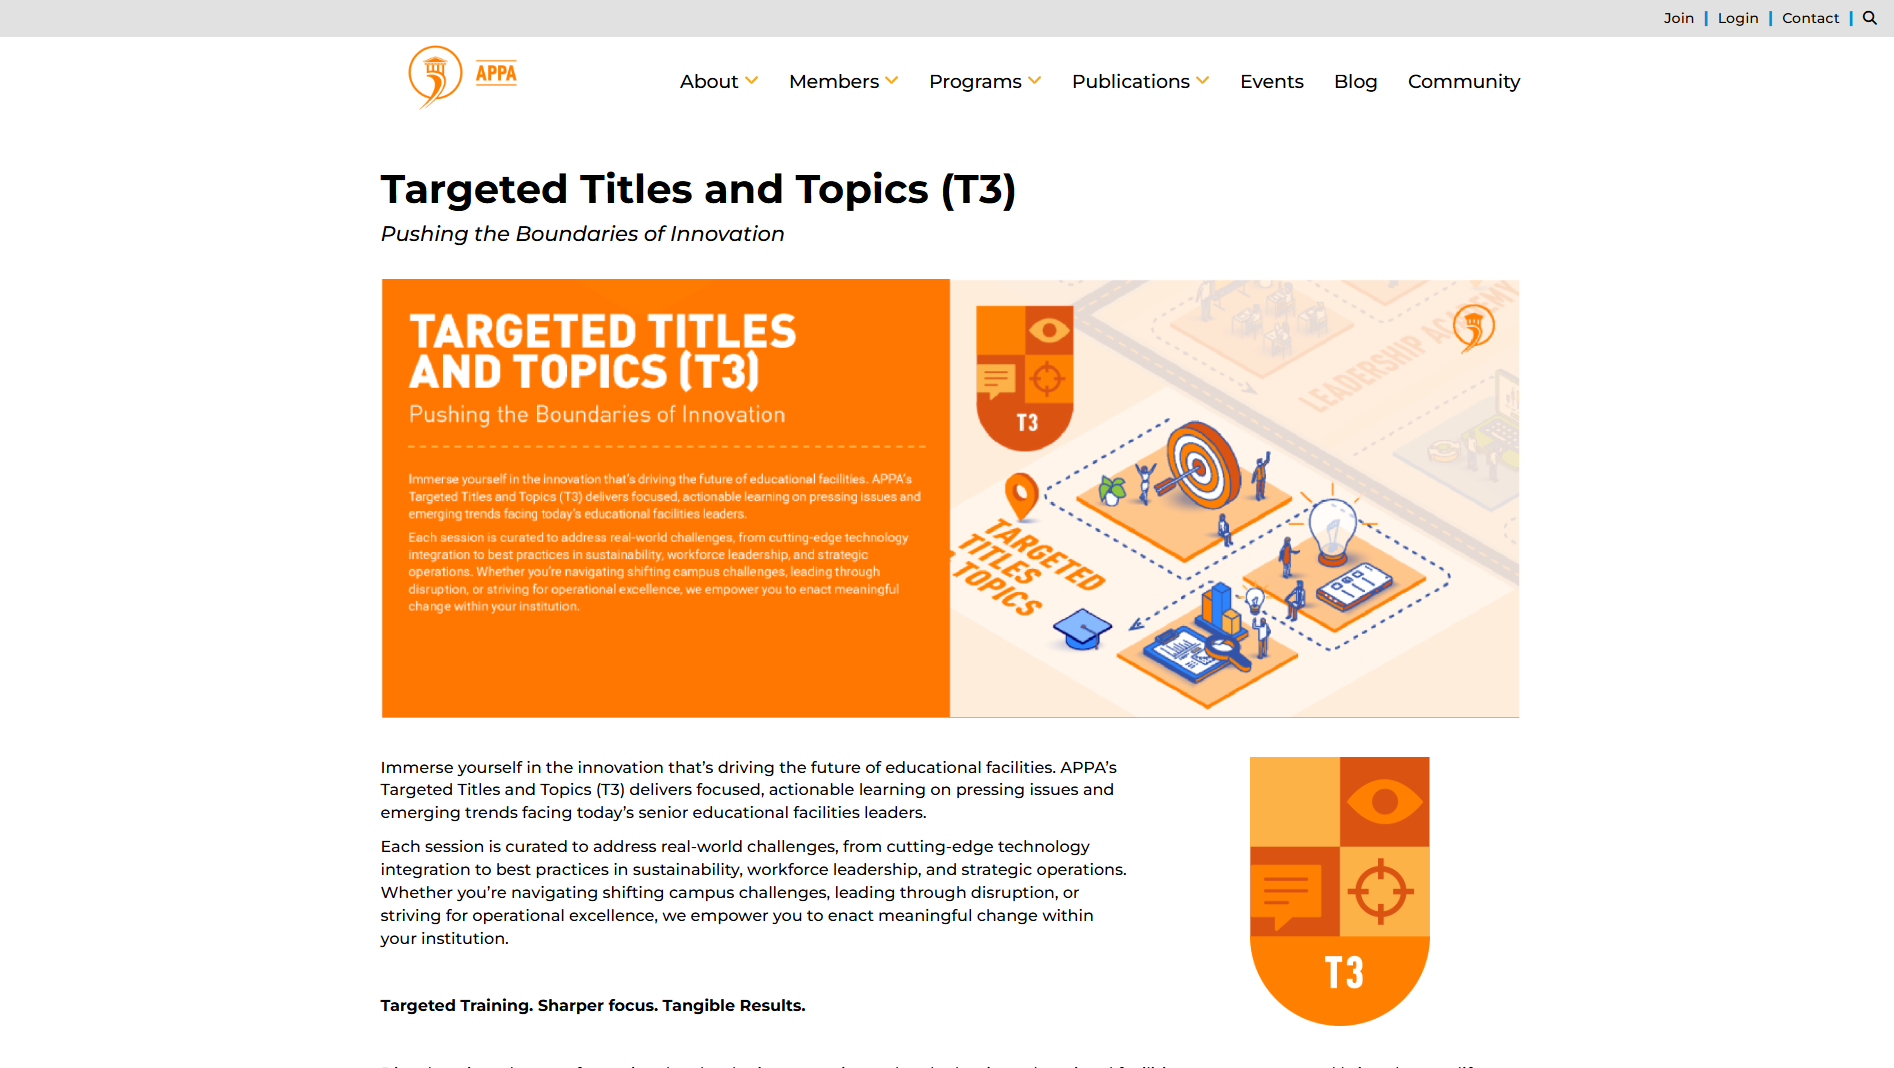 Join | Login | Contact |
APPA
About Members Programs Publications Events Blog Community
Targeted Titles and Topics (T3)
Pushing the Boundaries of Innovation
TARGETED TITLES
AND TOPICS (T3)
Pushing the Boundaries of Innovation
Immerse yourself in the innovation that's driving the future of educational facilities. APPA's
Targeted Titles and Topics (T3) delivers focused, actionable learning on pressing issues and
emerging trends facing today's educational facilities leaders.
Each session is curated to address real-world challenges, from cutting-edge technology
integration to best practices in sustainability, workforce leadership, and strategic
operations. Whether you're navigating shifting campus challenges, leading through
disruption, or striving for operational excellence, we empower you to enact meaningful
change within your institution.
T3
LEADERSHIP ACADEMY
TARGETED
TITLES
TOPICS
Immerse yourself in the innovation that’s driving the future of educational facilities. APPA’s
Targeted Titles and Topics (T3) delivers focused, actionable learning on pressing issues and
emerging trends facing today’s senior educational facilities leaders.
Each session is curated to address real-world challenges, from cutting-edge technology
integration to best practices in sustainability, workforce leadership, and strategic operations.
Whether you’re navigating shifting campus challenges, leading through disruption, or
striving for operational excellence, we empower you to enact meaningful change within
your institution.
T3
Targeted Training. Sharper focus. Tangible Results.